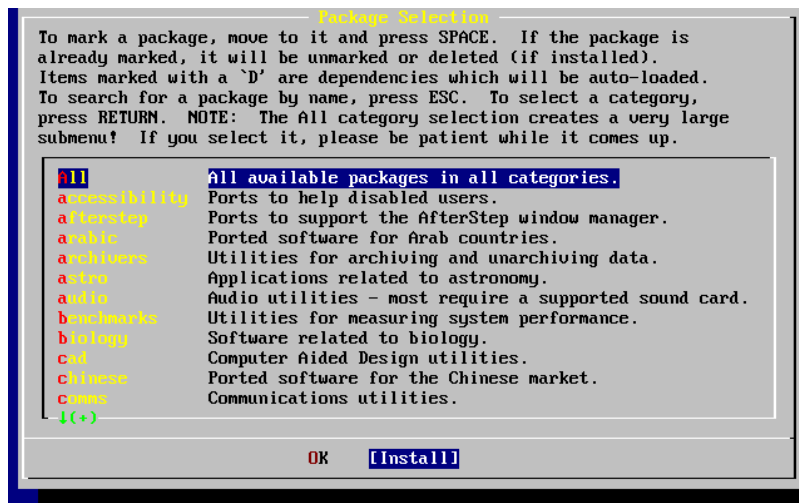 Package Selection
To mark a package, move to it and press SPACE.  If the package is
already marked, it will be unmarked or deleted (if installed).
Items marked with a `D' are dependencies which will be auto-loaded.
To search for a package by name, press ESC.  To select a category,
press RETURN.  NOTE:  The All category selection creates a very large
submenu!  If you select it, please be patient while it comes up.
All All available packages in all categories.
accessibility Ports to help disabled users.
afterstep Ports to support the AfterStep window manager.
arabic Ported software for Arab countries.
archivers Utilities for archiving and unarchiving data.
astro Applications related to astronomy.
audio Audio utilities - most require a supported sound card.
benchmarks Utilities for measuring system performance.
biology Software related to biology.
cad Computer Aided Design utilities.
chinese Ported software for the Chinese market.
comms Communications utilities.
↓(+)
OK [Install]